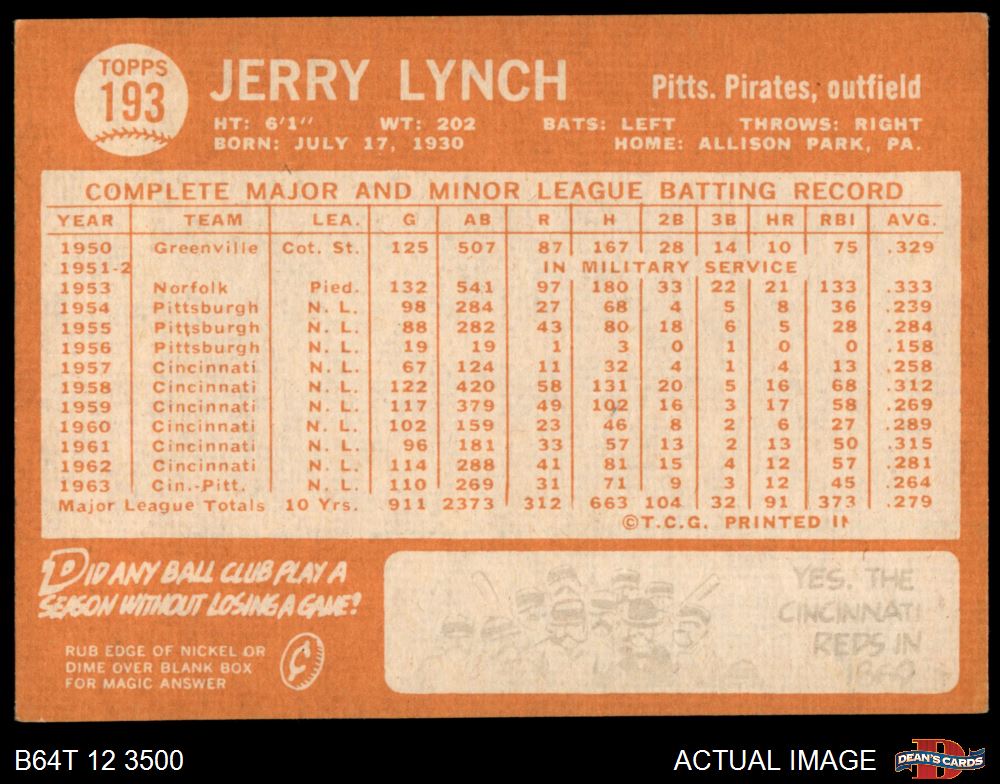 TOPPS
193
JERRY LYNCH
Pitts. Pirates, outfield
HT: 6'1" WT: 202 BATS: LEFT THROWS: RIGHT
BORN: JULY 17, 1930 HOME: ALLISON PARK, PA.
COMPLETE MAJOR AND MINOR LEAGUE BATTING RECORD
YEAR TEAM LEA. G AB R H 2B 3B HR RBI AVG.
1950 Greenville Cot. St. 125 507 87 167 28 14 10 75 .329
1951-2 IN MILITARY SERVICE
1953 Norfolk Pied. 132 541 97 180 33 22 21 133 .333
1954 Pittsburgh N. L. 98 284 27 68 4 5 8 36 .239
1955 Pittsburgh N. L. 88 282 43 80 18 6 5 28 .284
1956 Pittsburgh N. L. 19 19 1 3 0 1 0 0 .158
1957 Cincinnati N. L. 67 124 11 32 4 1 4 13 .258
1958 Cincinnati N. L. 122 420 58 131 20 5 16 68 .312
1959 Cincinnati N. L. 117 379 49 102 16 3 17 58 .269
1960 Cincinnati N. L. 102 159 23 46 8 2 6 27 .289
1961 Cincinnati N. L. 96 181 33 57 13 2 13 50 .315
1962 Cincinnati N. L. 114 288 41 81 15 4 12 57 .281
1963 Cin.-Pitt. N. L. 110 269 31 71 9 3 12 45 .264
Major League Totals 10 Yrs. 911 2373 312 663 104 32 91 373 .279
©T.C.G. PRINTED IN
DID ANY BALL CLUB PLAY A
SEASON WITHOUT LOSING A GAME?
RUB EDGE OF NICKEL OR
DIME OVER BLANK BOX
FOR MAGIC ANSWER
¢
YES. THE
CINCINNATI
REDS IN
1869
B64T 12 3500
ACTUAL IMAGE
DEAN'S CARDS